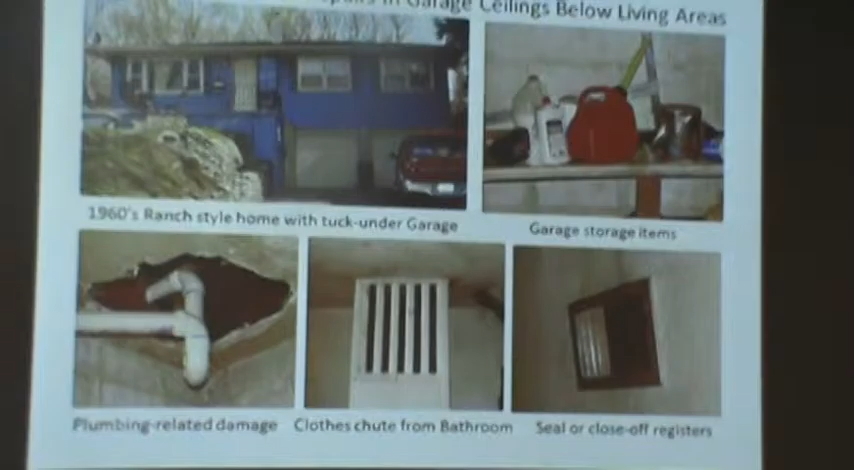 in Garage Ceilings Below Living Areas
1960's Ranch style home with tuck-under Garage
Garage storage items
Plumbing-related damage
Clothes chute from Bathroom
Seal or close-off registers